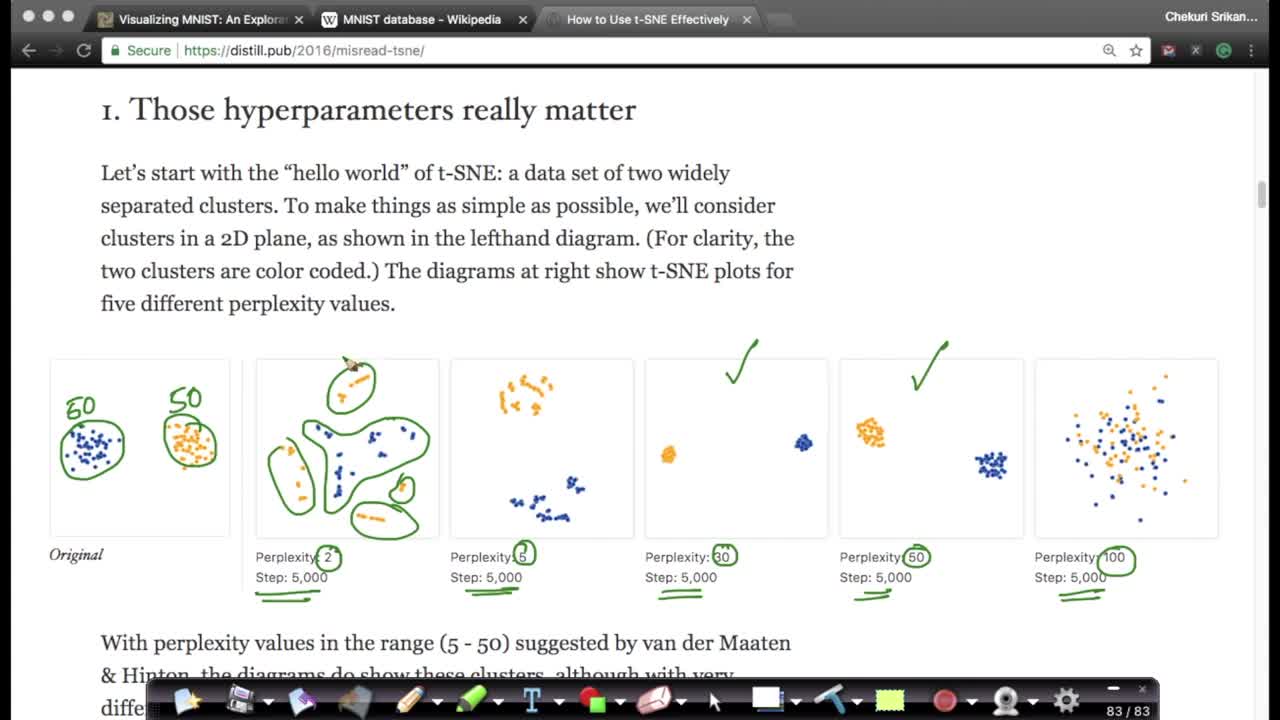 Visualizing MNIST: An Explorat
MNIST database - Wikipedia
How to Use t-SNE Effectively
Chekuri Srikan...
Secure
https://distill.pub/2016/misread-tsne/
1. Those hyperparameters really matter
Let's start with the “hello world” of t-SNE: a data set of two widely
separated clusters. To make things as simple as possible, we'll consider
clusters in a 2D plane, as shown in the lefthand diagram. (For clarity, the
two clusters are color coded.) The diagrams at right show t-SNE plots for
five different perplexity values.
50
50
Original
Perplexity: 2
Step: 5,000
Perplexity: 5
Step: 5,000
Perplexity: 30
Step: 5,000
Perplexity: 50
Step: 5,000
Perplexity: 100
Step: 5,000
With perplexity values in the range (5 - 50) suggested by van der Maaten
& Hinton, the diagrams do show these clusters, although with very
diffe
83 / 83